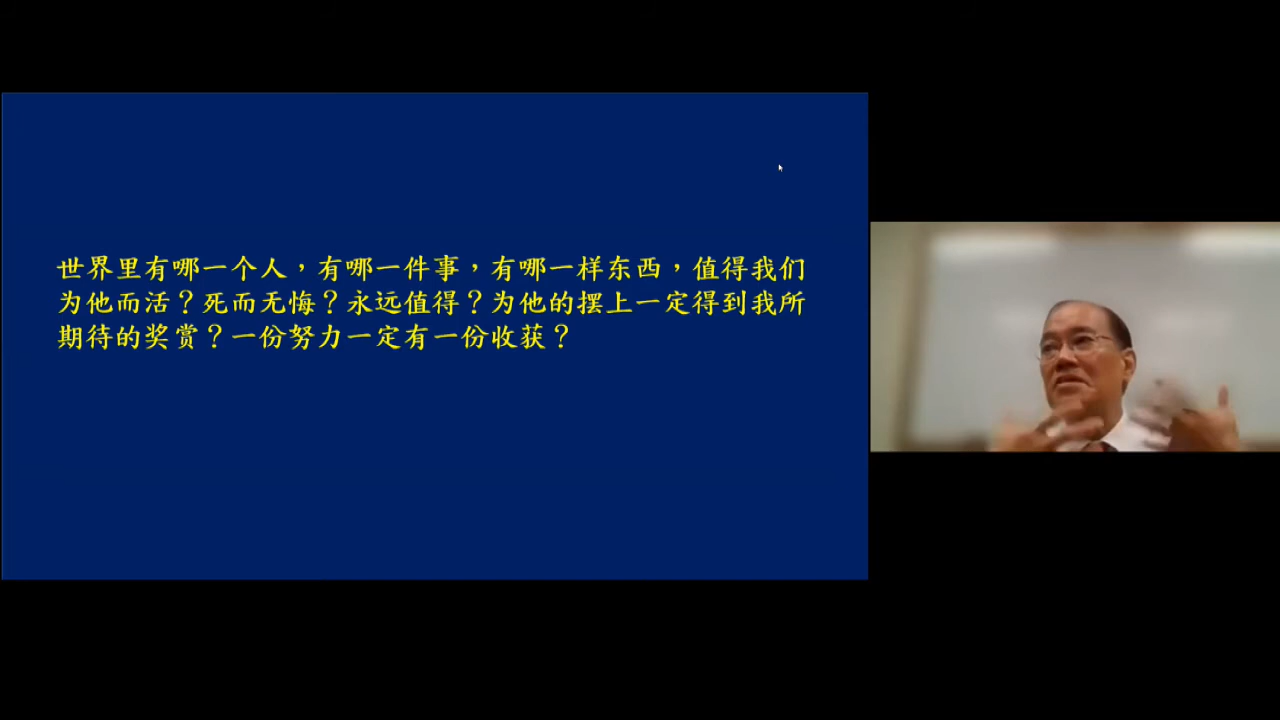 世界里有哪一个人，有哪一件事，有哪一样东西，值得我们
为他而活？死而无悔？永远值得？为他的摆上一定得到我所
期待的奖赏？一份努力一定有一份收获？